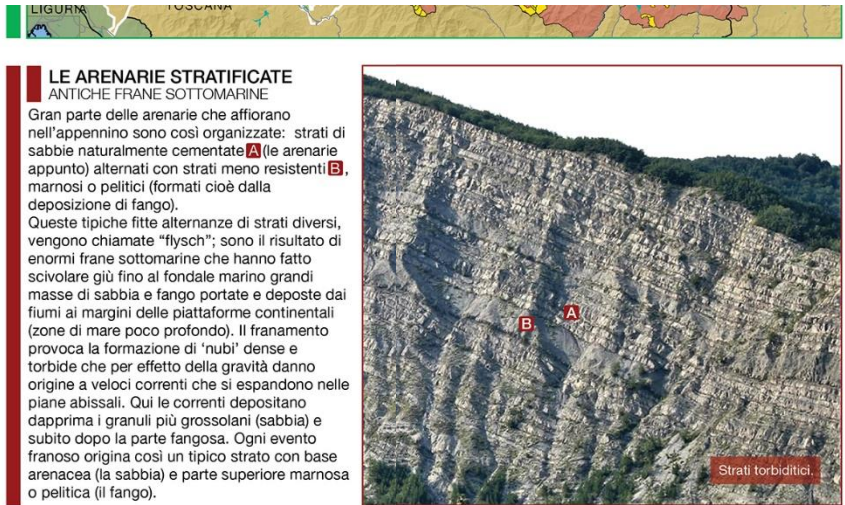 LIGURIA
TOSCANA
LE ARENARIE STRATIFICATE
ANTICHE FRANE SOTTOMARINE
Gran parte delle arenarie che affiorano
nell'appennino sono così organizzate: strati di
sabbie naturalmente cementate A (le arenarie
appunto) alternati con strati meno resistenti B,
marnosi o pelitici (formati cioè dalla
deposizione di fango).
Queste tipiche fitte alternanze di strati diversi,
vengono chiamate “flysch”; sono il risultato di
enormi frane sottomarine che hanno fatto
scivolare giù fino al fondale marino grandi
masse di sabbia e fango portate e deposte dai
fiumi ai margini delle piattaforme continentali
(zone di mare poco profondo). Il franamento
provoca la formazione di ‘nubi’ dense e
torbide che per effetto della gravità danno
origine a veloci correnti che si espandono nelle
piane abissali. Qui le correnti depositano
dapprima i granuli più grossolani (sabbia) e
subito dopo la parte fangosa. Ogni evento
franoso origina così un tipico strato con base
arenacea (la sabbia) e parte superiore marnosa
o pelitica (il fango).
B
A
Strati torbiditici.